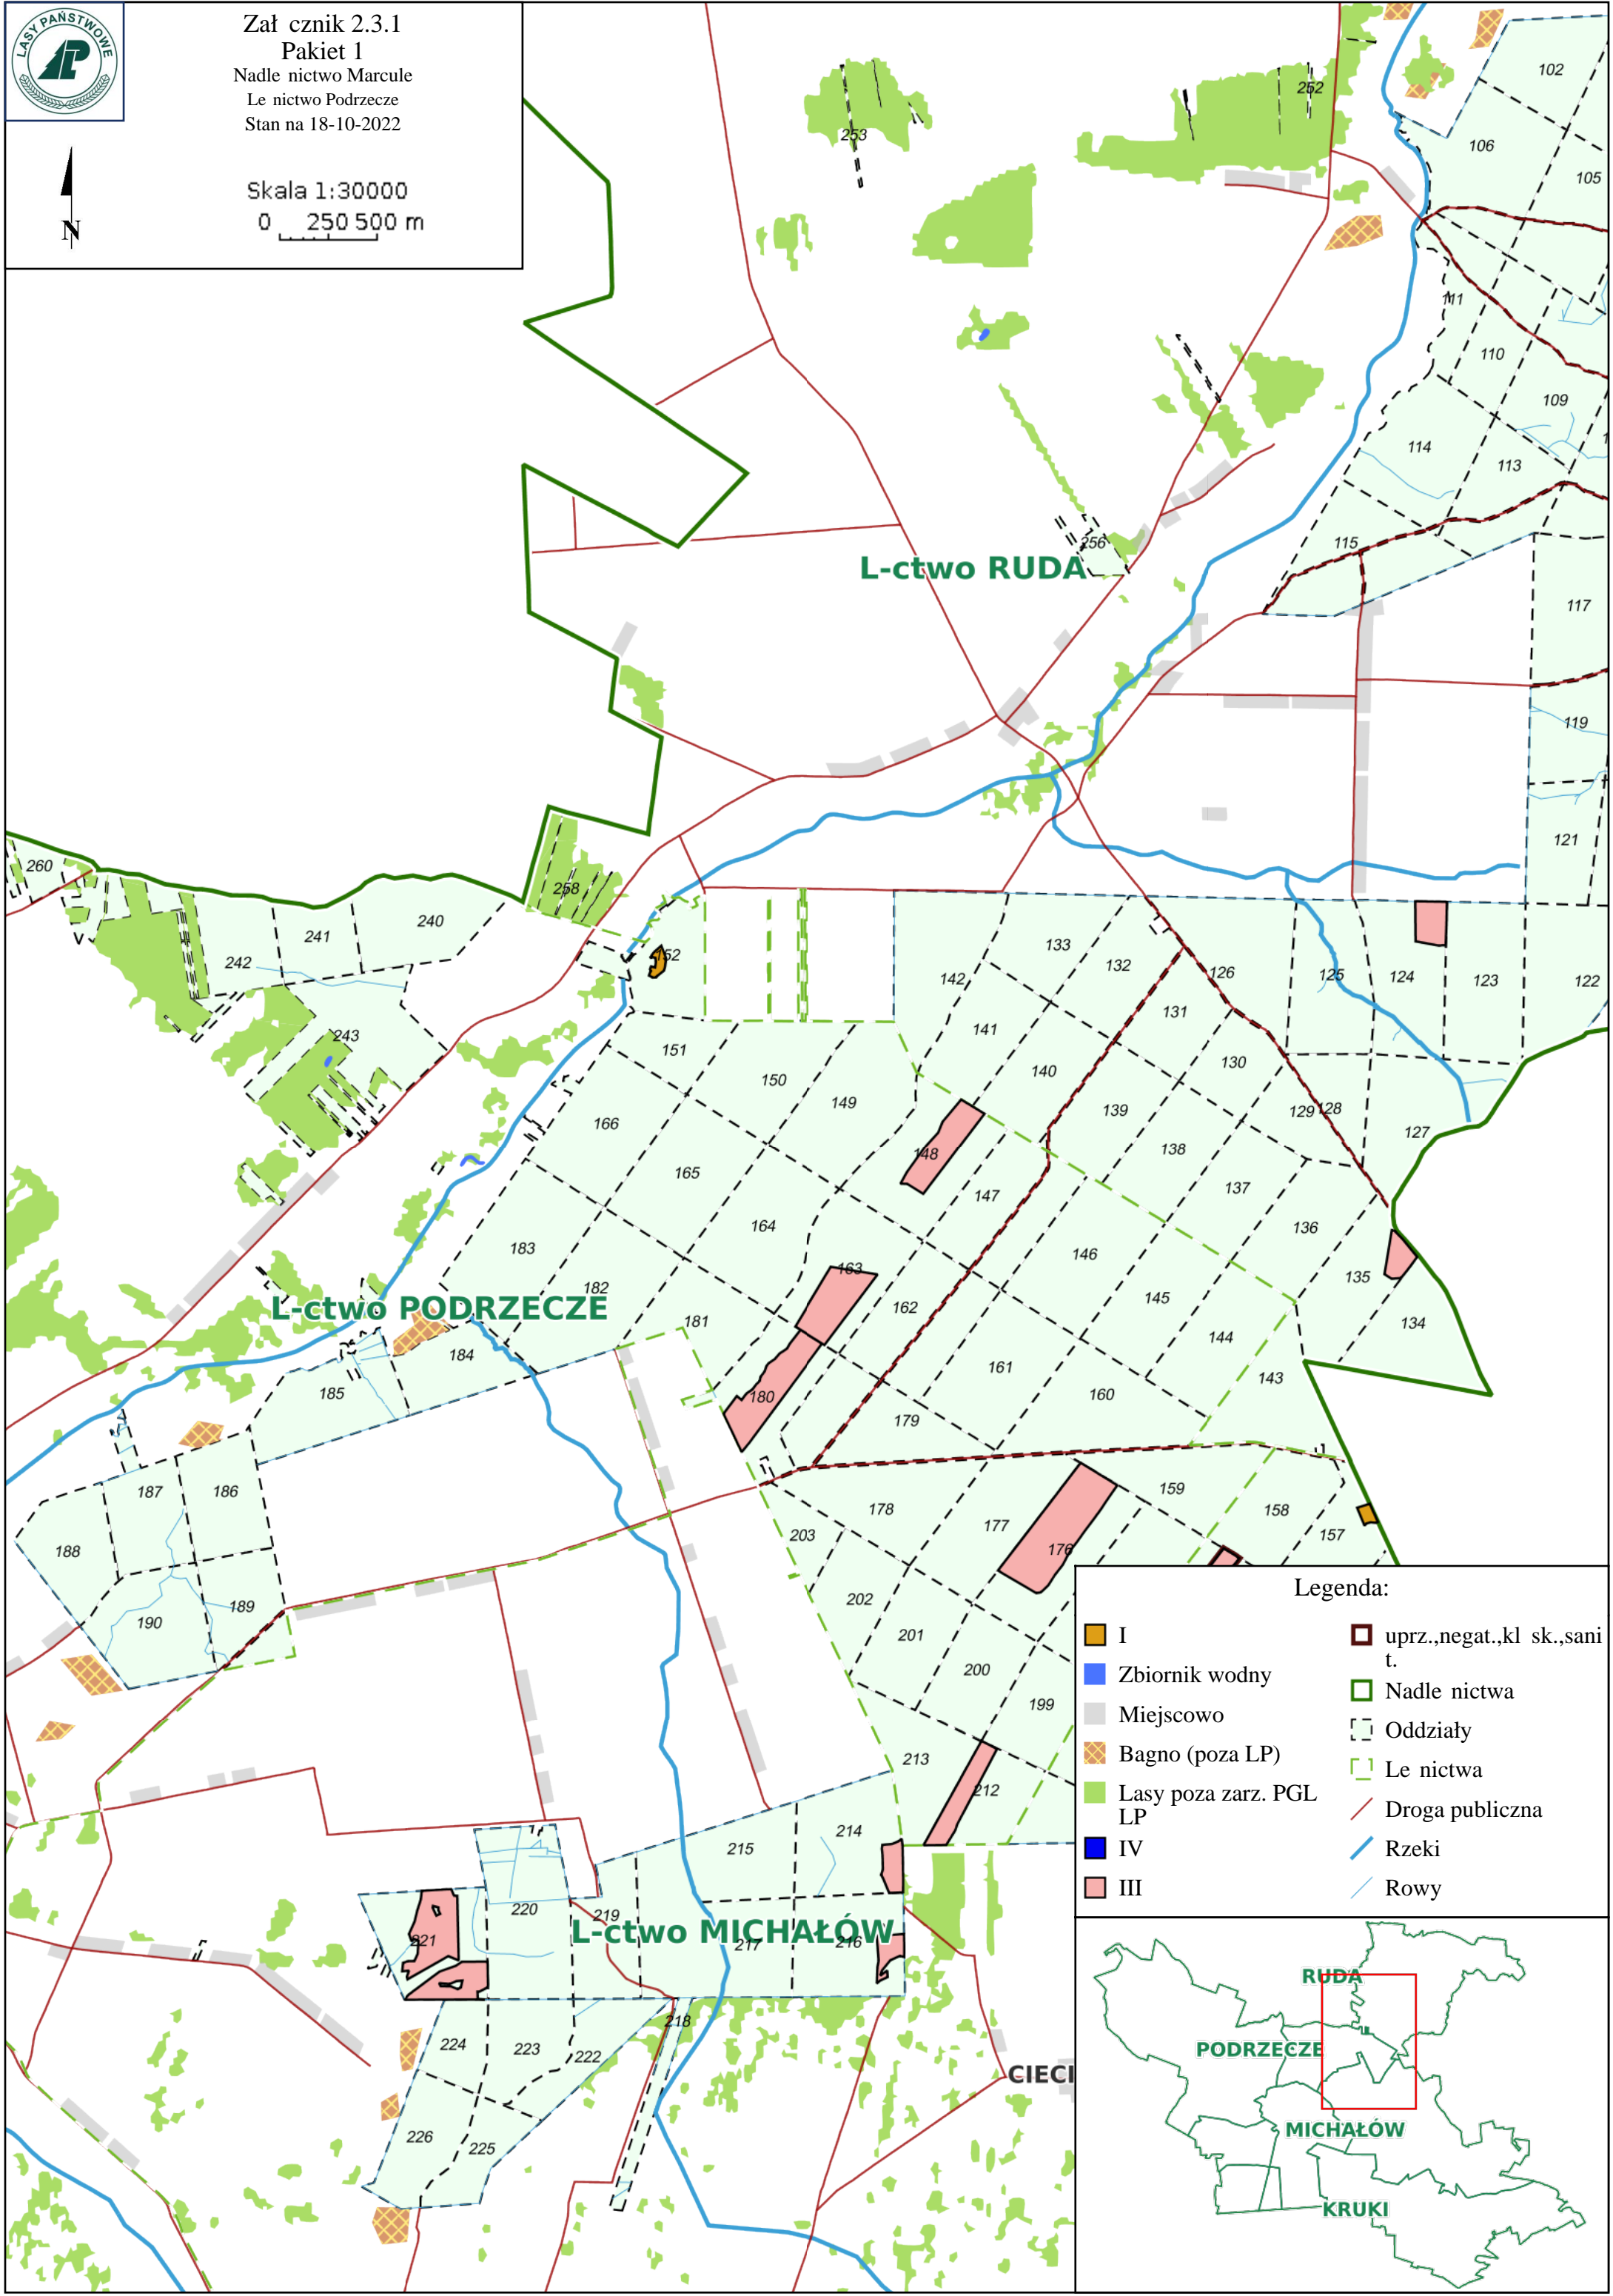 LASY PAŃSTWOWE
LP
Zał cznik 2.3.1
Pakiet 1
Nadle nictwo Marcule
Le nictwo Podrzecze
Stan na 18-10-2022
N
Skala 1:30000
0 250 500 m
102
252
253
106
105
111
110
109
114
113
256
115
L-ctwo RUDA
117
119
121
260
258
241
240
242
152
133
132
126
125
124
123
122
142
131
141
243
151
130
150
140
149
139
129
128
166
127
138
148
165
137
147
164
136
183
146
163
135
182
145
162
L-ctwo PODRZECZE
181
134
144
184
161
143
185
160
180
179
187
186
159
178
158
177
157
203
176
188
202
189
190
201
200
199
213
212
214
215
220
219
L-ctwo MICHAŁÓW
221
217
216
218
224
223
222
CIECI
226
225
Legenda:
I
Zbiornik wodny
Miejscowo
Bagno (poza LP)
Lasy poza zarz. PGL
LP
IV
III
uprz.,negat.,kl sk.,sani
t.
Nadle nictwa
Oddziały
Le nictwa
Droga publiczna
Rzeki
Rowy
RUDA
PODRZECZE
MICHAŁÓW
KRUKI